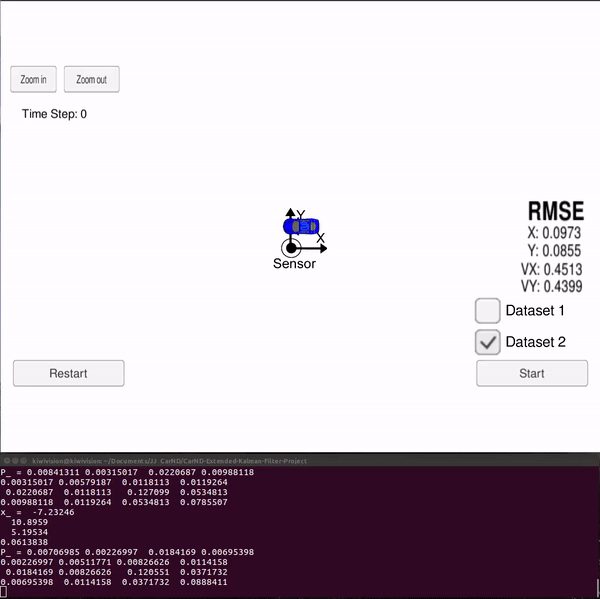 Zoom in Zoom out
Time Step: 0
Y
X
Sensor
RMSE
X: 0.0973
Y: 0.0855
VX: 0.4513
VY: 0.4399
Dataset 1
Dataset 2
Restart Start
kiwivision@kiwivision: ~/Documents/JJ CarND/CarND-Extended-Kalman-Filter-Project
P_ = 0.00841311 0.00315017 0.0220687 0.00988118
0.00315017 0.00579187 0.0118113 0.0119264
0.0220687 0.0118113 0.127099 0.0534813
0.00988118 0.0119264 0.0534813 0.0785507
x_ = -7.23246
10.8959
5.19534
0.0613838
P_ = 0.00706985 0.00226997 0.0184169 0.00695398
0.00226997 0.00511771 0.00826626 0.0114158
0.0184169 0.00826626 0.120551 0.0371732
0.00695398 0.0114158 0.0371732 0.0888411